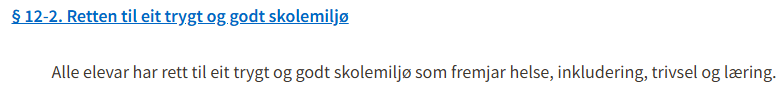 § 12-2. Retten til eit trygt og godt skolemiljø
Alle elevar har rett til eit trygt og godt skolemiljø som fremjar helse, inkludering, trivsel og læring.